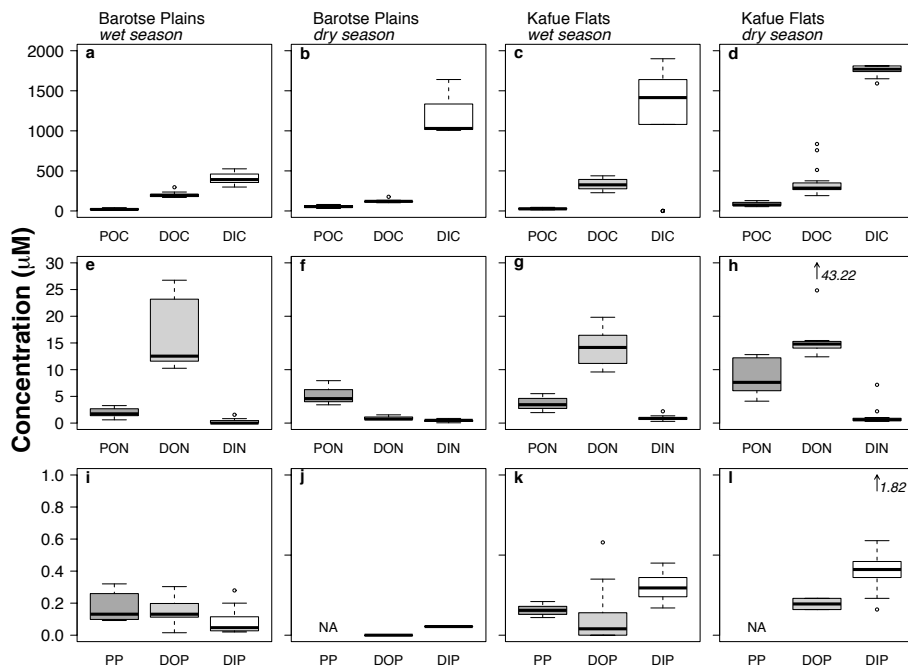 Barotse Plains Barotse Plains Kafue Flats Kafue Flats
wet season dry season wet season dry season
Concentration (µM)
2000 a b c d
1500
1000
500
0
POC DOC DIC POC DOC DIC POC DOC DIC POC DOC DIC
30 e f g h 43.22
25
20
15
10
5
0
PON DON DIN PON DON DIN PON DON DIN PON DON DIN
1.0 i j k l 1.82
0.8
0.6
0.4
0.2
0.0 NA NA
PP DOP DIP PP DOP DIP PP DOP DIP PP DOP DIP